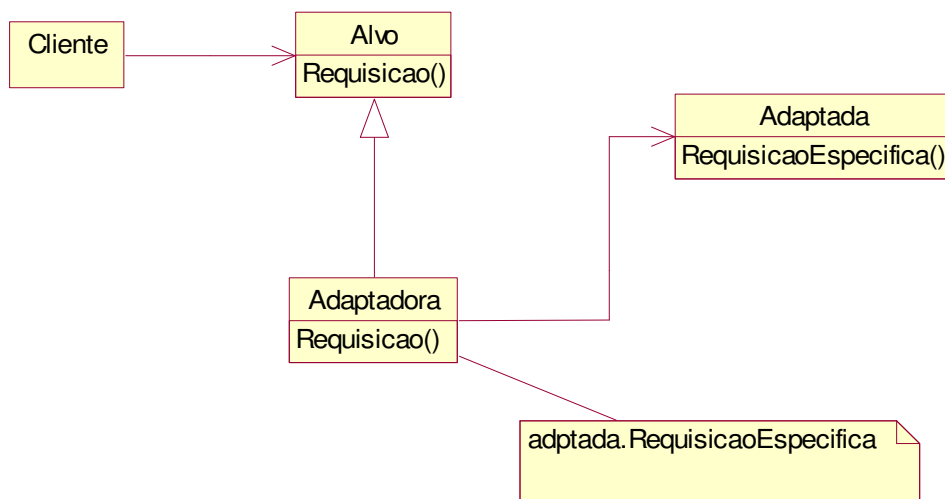 Cliente
Alvo
Requisicao()
Adaptada
RequisicaoEspecifica()
Adaptadora
Requisicao()
adptada.RequisicaoEspecifica